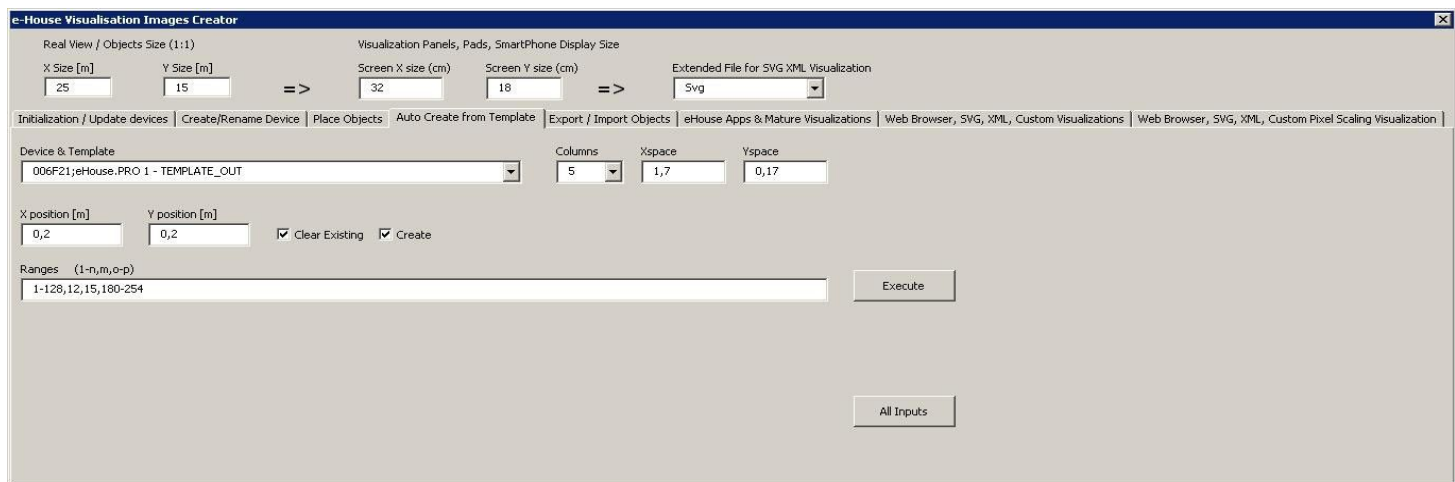 e-House Visualisation Images Creator
Real View / Objects Size (1:1) Visualization Panels, Pads, SmartPhone Display Size
X Size [m] Y Size [m] Screen X size (cm) Screen Y size (cm) Extended File for SVG XML Visualization
25 15 => 32 18 => Svg
Initialization / Update devices Create/Rename Device Place Objects Auto Create from Template Export / Import Objects eHouse Apps & Mature Visualizations Web Browser, SVG, XML, Custom Visualizations Web Browser, SVG, XML, Custom Pixel Scaling Visualization
Device & Template Columns Xspace Yspace
006F21;eHouse.PRO 1 - TEMPLATE_OUT 5 1,7 0,17
X position [m] Y position [m]
0,2 0,2 Clear Existing Create
Ranges (1-n,m,o-p)
1-128,12,15,180-254 Execute
All Inputs